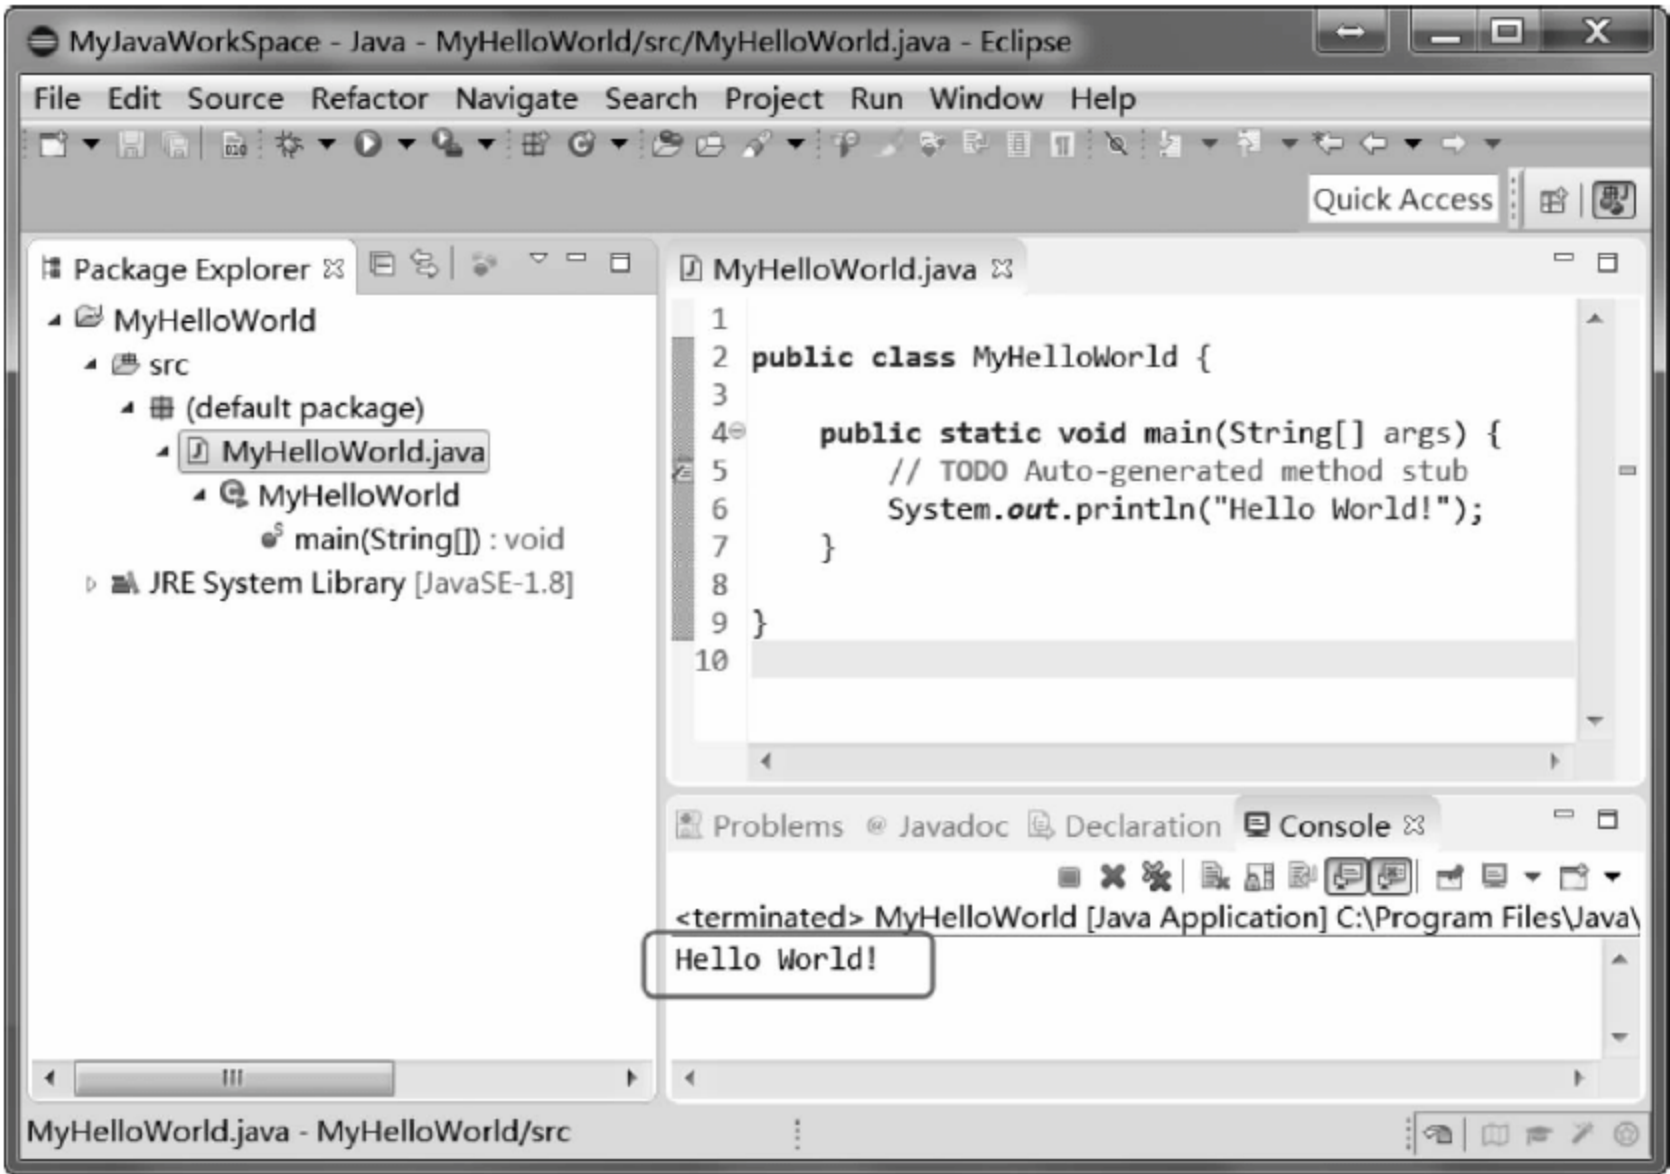 MyJavaWorkSpace - Java - MyHelloWorld/src/MyHelloWorld.java - Eclipse
File Edit Source Refactor Navigate Search Project Run Window Help
Quick Access
Package Explorer
MyHelloWorld
src
(default package)
MyHelloWorld.java
MyHelloWorld
main(String[]) : void
JRE System Library [JavaSE-1.8]
MyHelloWorld.java
1
2 public class MyHelloWorld {
3
4 public static void main(String[] args) {
5 // TODO Auto-generated method stub
6 System.out.println("Hello World!");
7 }
8
9 }
10
Problems @ Javadoc Declaration Console
<terminated> MyHelloWorld [Java Application] C:\Program Files\Java\
Hello World!
MyHelloWorld.java - MyHelloWorld/src